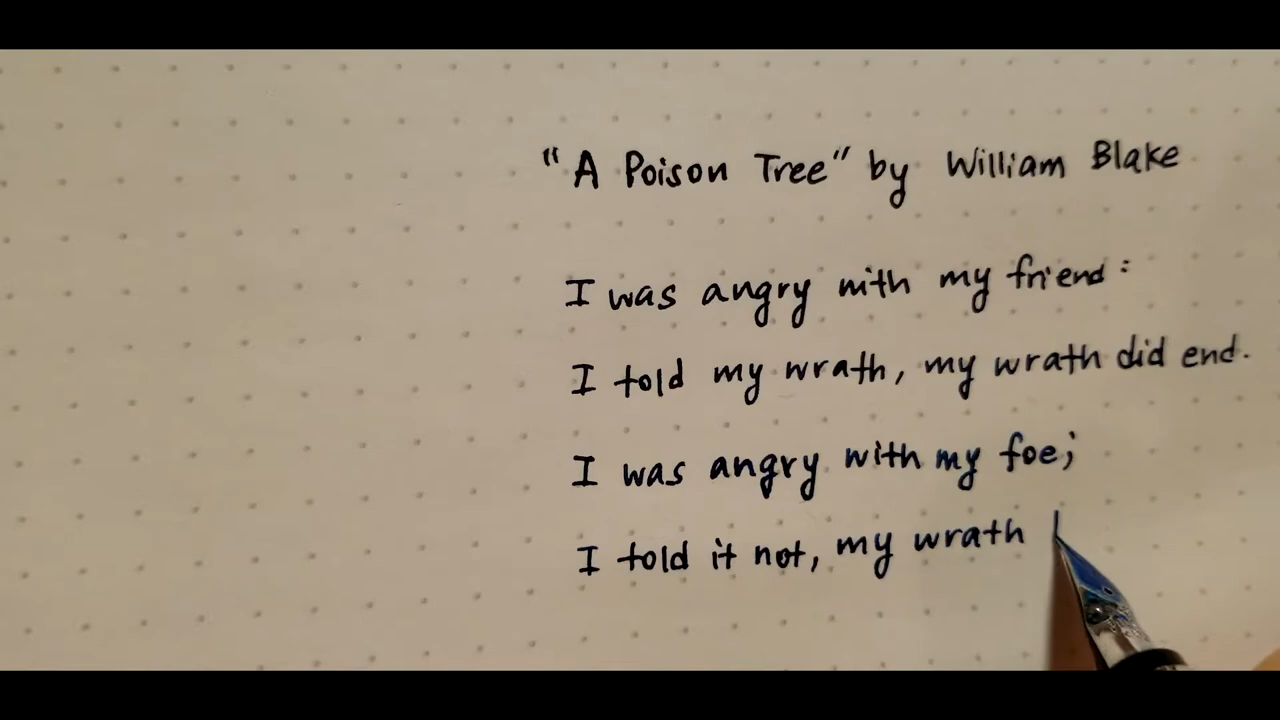 "A Poison Tree" by William Blake
I was angry with my friend:
I told my wrath, my wrath did end.
I was angry with my foe;
I told it not, my wrath